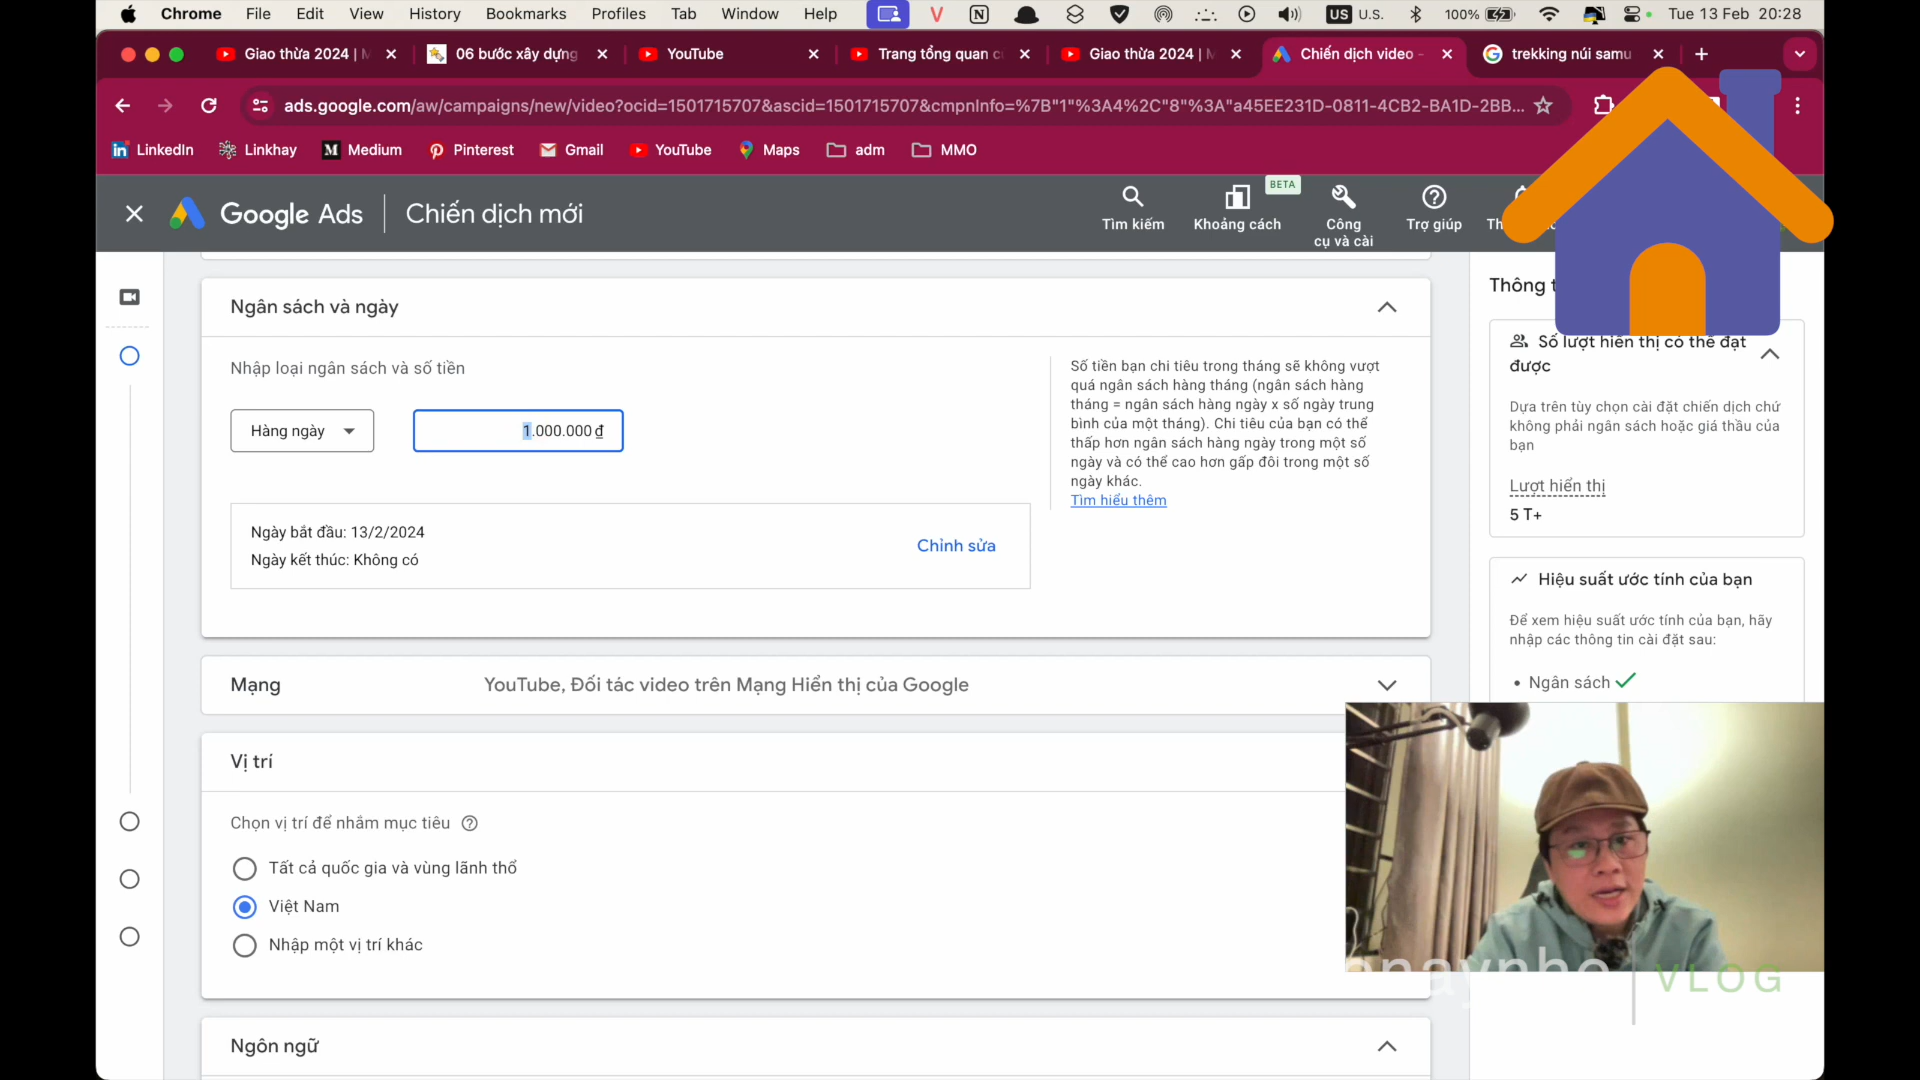 Chrome File Edit View History Bookmarks Profiles Tab Window Help V N US U.S. 100% Tue 13 Feb 20:28
Giao thừa 2024 | 06 bước xây dựng YouTube Trang tổng quan Giao thừa 2024 | Chiến dịch video - trekking núi samu
ads.google.com/aw/campaigns/new/video?ocid=1501715707&ascid=1501715707&cmpnInfo=%7B"1"%3A4%2C"8"%3A"a45EE231D-0811-4CB2-BA1D-2BB...
LinkedIn Linkhay Medium Pinterest Gmail YouTube Maps adm MMO
Google Ads Chiến dịch mới
Tìm kiếm
Khoảng cách
BETA
Công
cụ và cài
Trợ giúp
Ngân sách và ngày
Nhập loại ngân sách và số tiền
Hàng ngày
1.000.000 ₫
Số tiền bạn chi tiêu trong tháng sẽ không vượt
quá ngân sách hàng tháng (ngân sách hàng
tháng = ngân sách hàng ngày x số ngày trung
bình của một tháng). Chi tiêu của bạn có thể
thấp hơn ngân sách hàng ngày trong một số
ngày và có thể cao hơn gấp đôi trong một số
ngày khác.
Tìm hiểu thêm
Ngày bắt đầu: 13/2/2024
Ngày kết thúc: Không có
Chỉnh sửa
Mạng YouTube, Đối tác video trên Mạng Hiển thị của Google
Vị trí
Chọn vị trí để nhắm mục tiêu
Tất cả quốc gia và vùng lãnh thổ
Việt Nam
Nhập một vị trí khác
Ngôn ngữ
Thông
Số lượt hiển thị có thể đạt
được
Dựa trên tùy chọn cài đặt chiến dịch chứ
không phải ngân sách hoặc giá thầu của
bạn
Lượt hiển thị
5 T+
Hiệu suất ước tính của bạn
Để xem hiệu suất ước tính của bạn, hãy
nhập các thông tin cài đặt sau:
• Ngân sách
VLOG